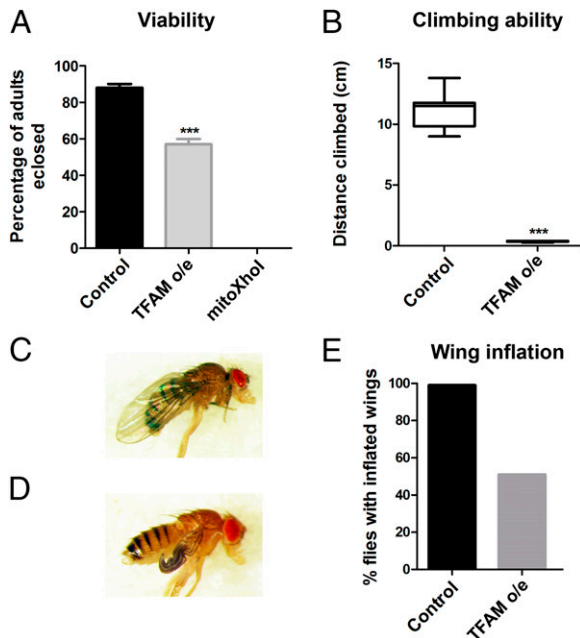 A
Viability
Percentage of adults
eclosed
100
80
60
40
20
0
***
Control
TFAM o/e
mitoXhoI
B
Climbing ability
Distance climbed (cm)
15
10
5
0
***
Control
TFAM o/e
C
D
E
Wing inflation
% flies with inflated wings
100
80
60
40
20
0
Control
TFAM o/e